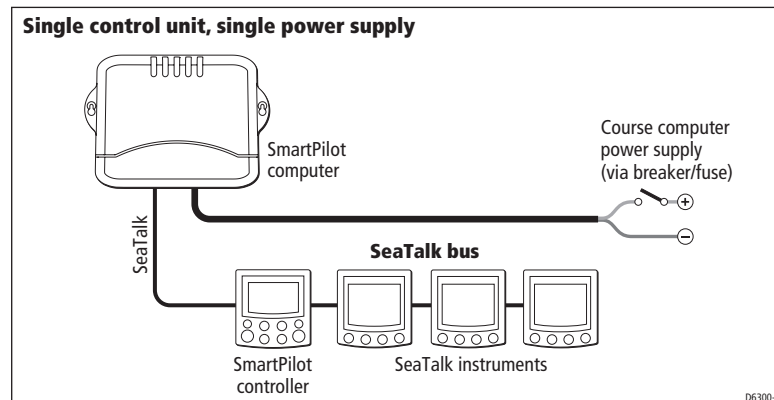 Single control unit, single power supply
SmartPilot
computer
Course computer
power supply
(via breaker/fuse)
+
−
SeaTalk
SeaTalk bus
SmartPilot
controller
SeaTalk instruments
D6300-